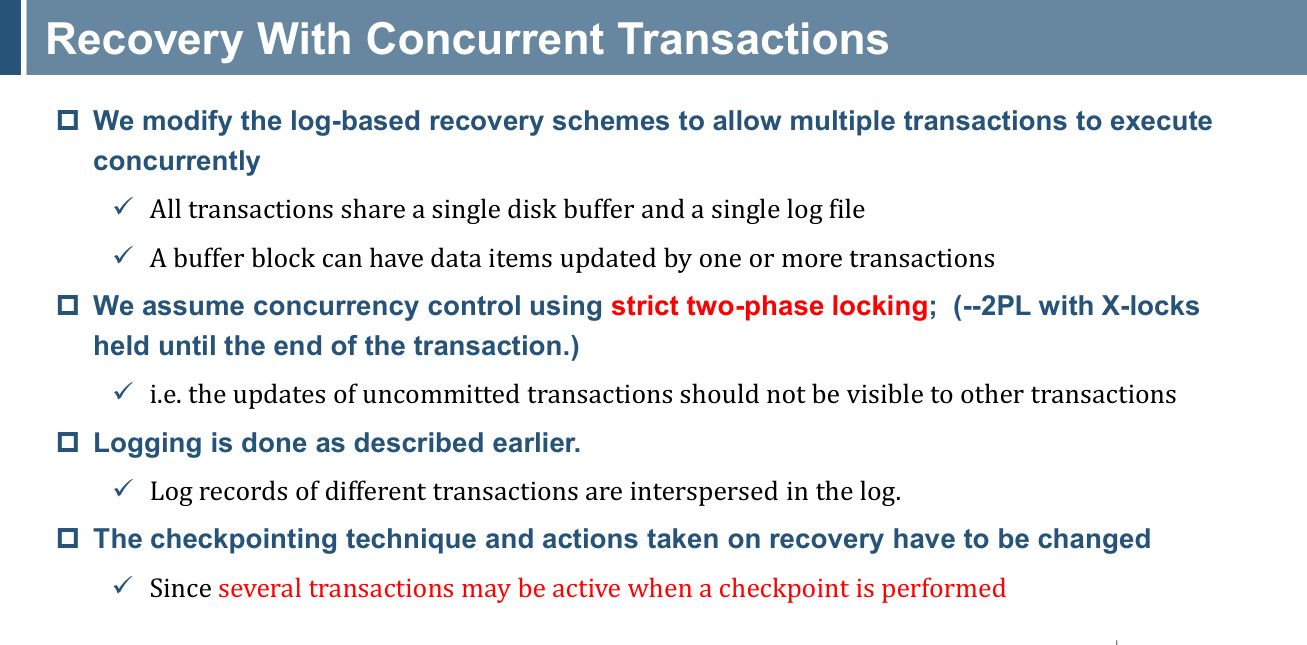 Recovery With Concurrent Transactions
We modify the log-based recovery schemes to allow multiple transactions to execute
concurrently
All transactions share a single disk buffer and a single log file
A buffer block can have data items updated by one or more transactions
We assume concurrency control using strict two-phase locking;  (--2PL with X-locks
held until the end of the transaction.)
i.e. the updates of uncommitted transactions should not be visible to other transactions
Logging is done as described earlier.
Log records of different transactions are interspersed in the log.
The checkpointing technique and actions taken on recovery have to be changed
Since several transactions may be active when a checkpoint is performed